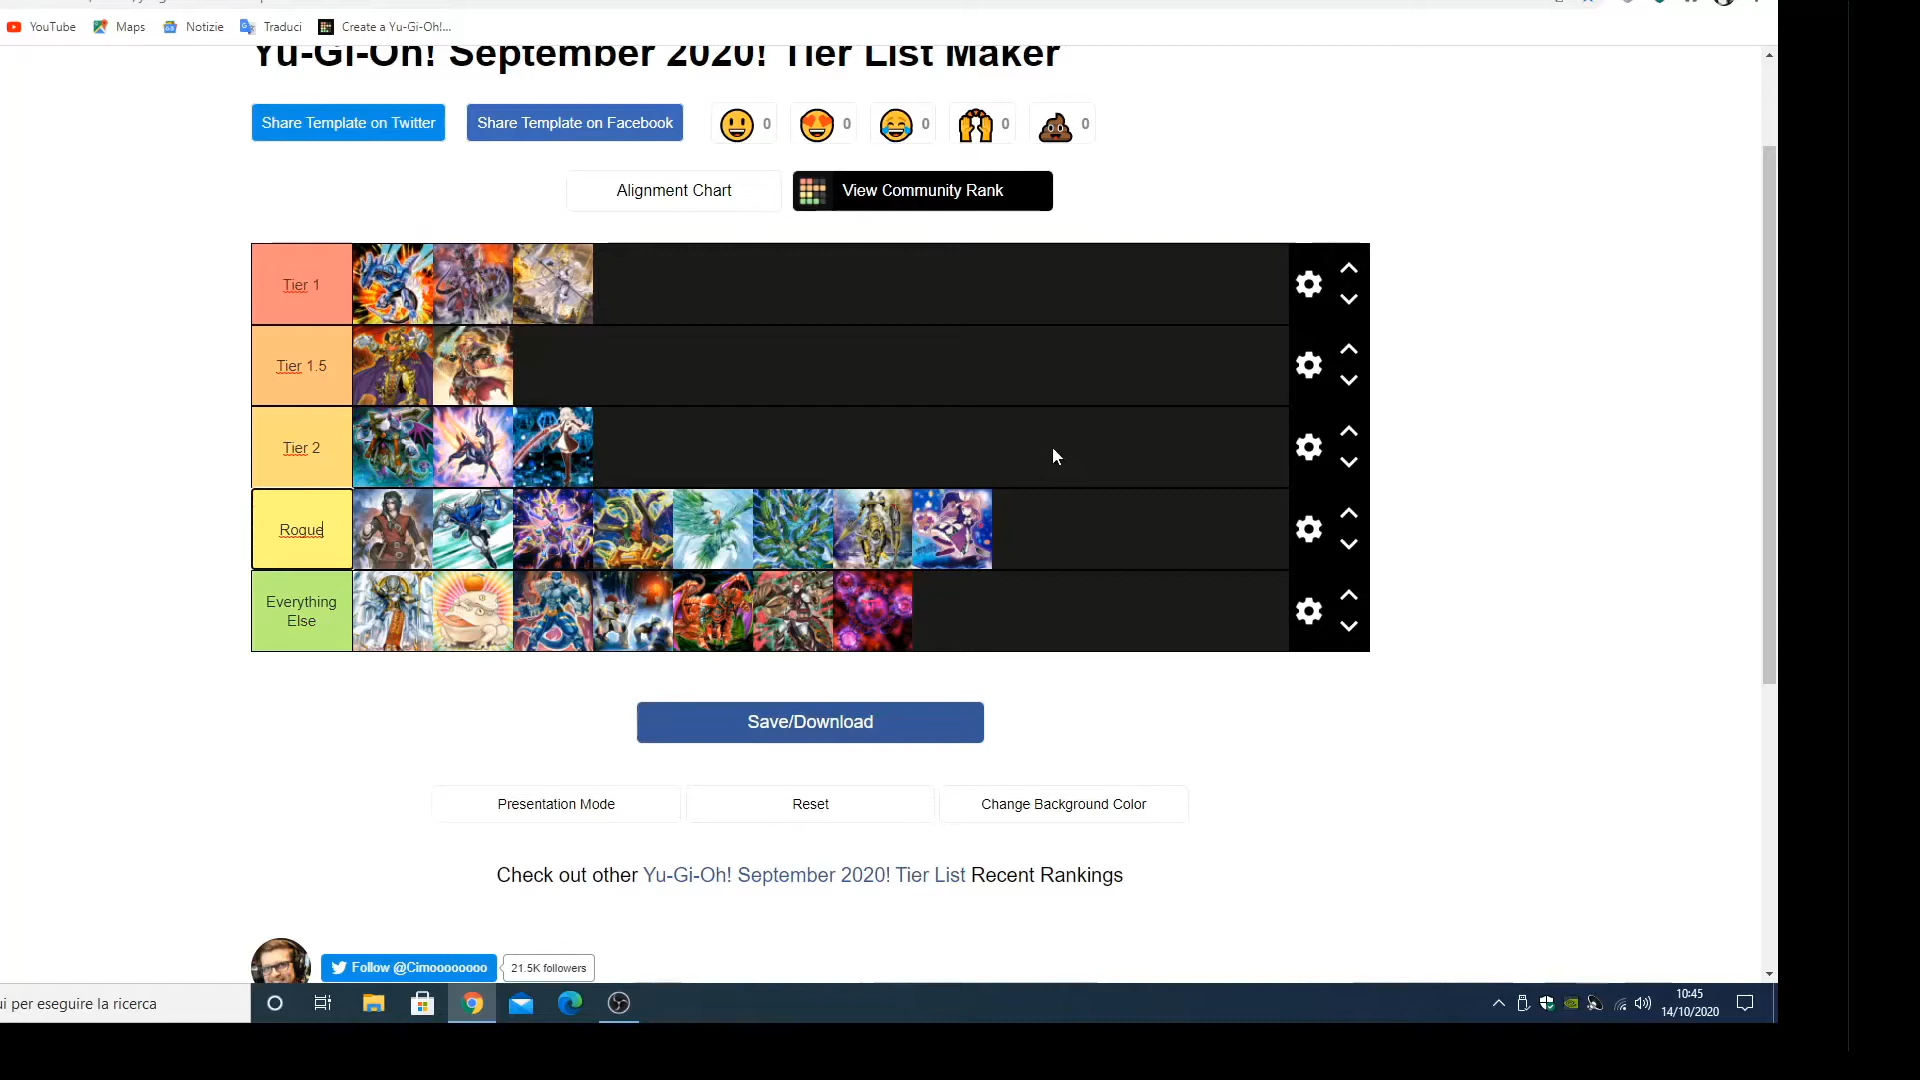 YouTube Maps Notizie Traduci Create a Yu-Gi-Oh!...
Yu-Gi-Oh! September 2020! Tier List Maker
Share Template on Twitter Share Template on Facebook 0 0 0 0 0
Alignment Chart View Community Rank
Tier 1
Tier 1.5
Tier 2
Rogue
Everything
Else
Save/Download
Presentation Mode Reset Change Background Color
Check out other Yu-Gi-Oh! September 2020! Tier List Recent Rankings
Follow @Cimoooooooo 21.5K followers
ui per eseguire la ricerca
10:45
14/10/2020